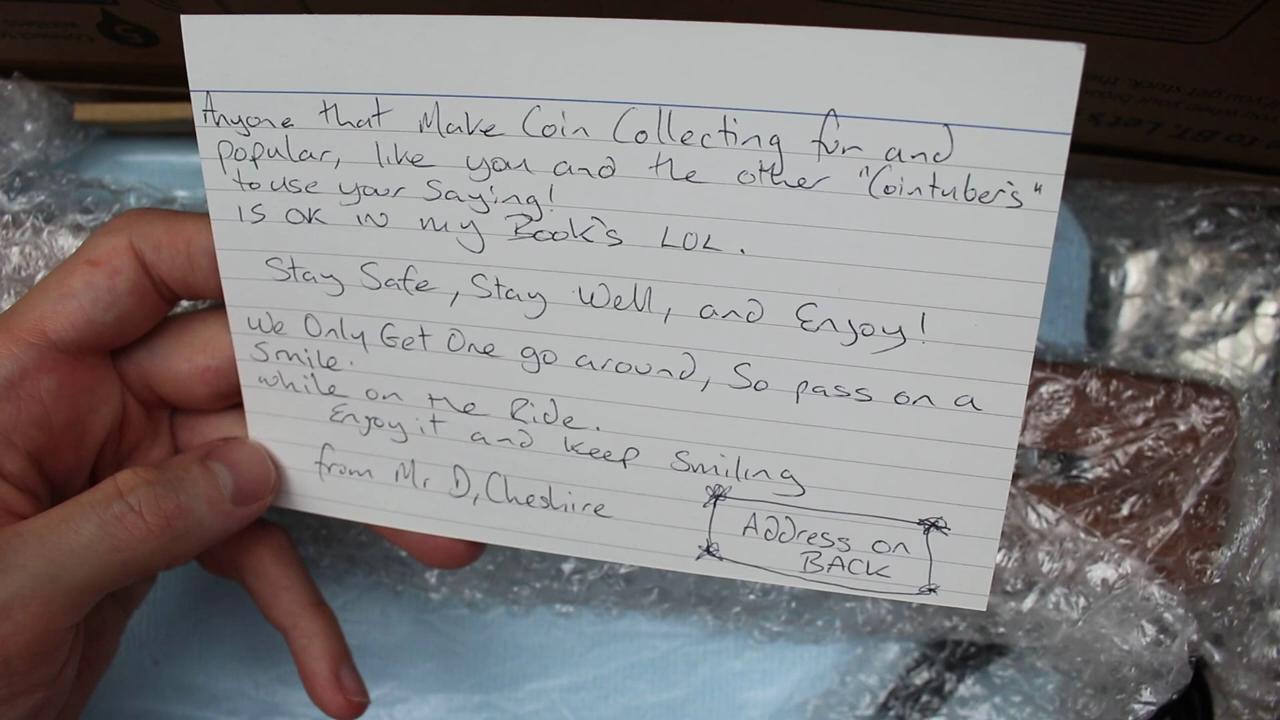 Anyone that Make Coin Collecting fun and
popular, like you and the other "Cointuber's"
to use your Saying!
is ok in my Book's LOL.
Stay Safe, Stay Well, and Enjoy!
We Only Get One go around, So pass on a
Smile.
while on the Ride.
Enjoy it and keep Smiling
from Mr D, Cheshire
Address on
BACK